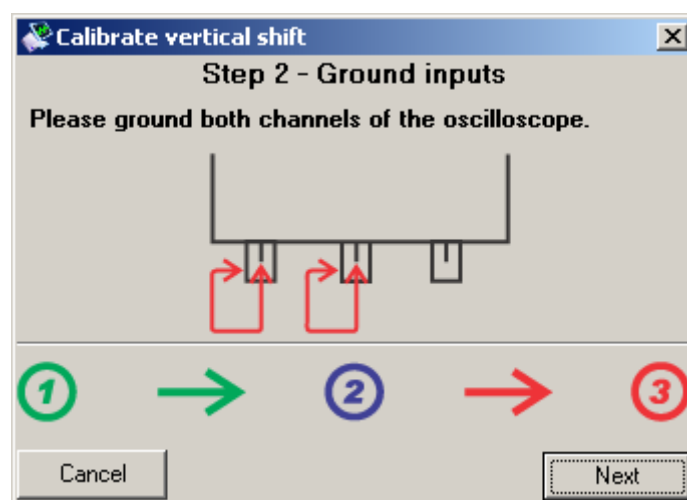 Calibrate vertical shift
Step 2 - Ground inputs
Please ground both channels of the oscilloscope.
1 2 3
Cancel Next